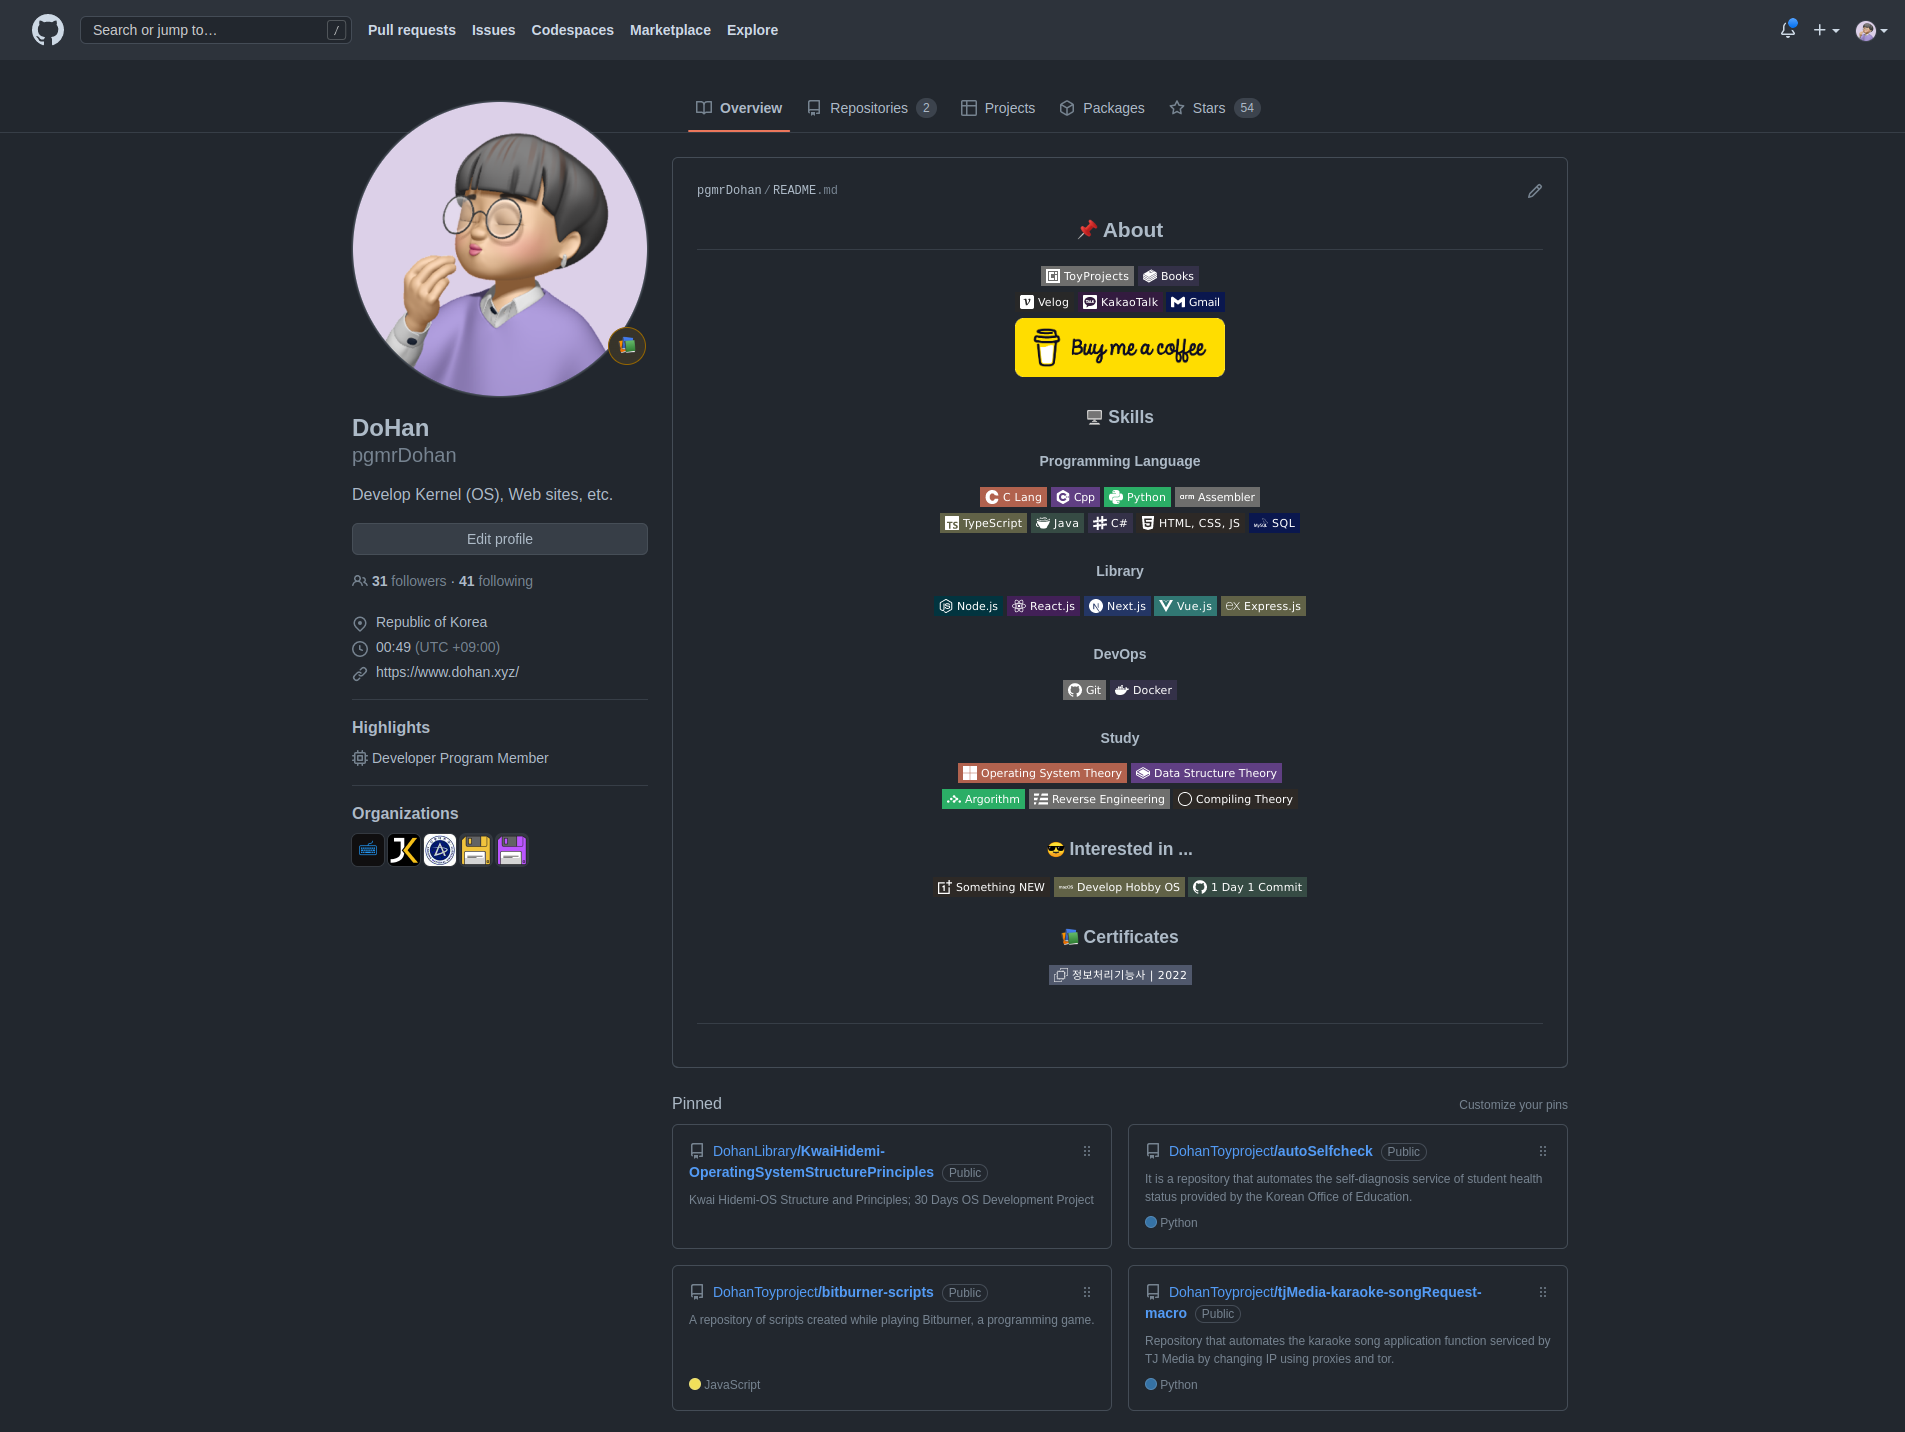 Search or jump to…
/
Pull requests
Issues
Codespaces
Marketplace
Explore
Overview
Repositories 2
Projects
Packages
Stars 54
DoHan
pgmrDohan
Develop Kernel (OS), Web sites, etc.
Edit profile
31 followers · 41 following
Republic of Korea
00:49 (UTC +09:00)
https://www.dohan.xyz/
Highlights
Developer Program Member
Organizations
pgmrDohan / README.md
About
ToyProjects Books
Velog KakaoTalk Gmail
Buy me a coffee
Skills
Programming Language
C Lang Cpp Python arm Assembler
TS TypeScript Java C# HTML, CSS, JS SQL
Library
Node.js React.js Next.js Vue.js ex Express.js
DevOps
Git Docker
Study
Operating System Theory Data Structure Theory
Argorithm Reverse Engineering Compiling Theory
Interested in ...
Something NEW macOS Develop Hobby OS 1 Day 1 Commit
Certificates
정보처리기능사 | 2022
Pinned
Customize your pins
DohanLibrary/KwaiHidemi-
OperatingSystemStructurePrinciples Public
Kwai Hidemi-OS Structure and Principles; 30 Days OS Development Project
DohanToyproject/autoSelfcheck Public
It is a repository that automates the self-diagnosis service of student health
status provided by the Korean Office of Education.
Python
DohanToyproject/bitburner-scripts Public
A repository of scripts created while playing Bitburner, a programming game.
JavaScript
DohanToyproject/tjMedia-karaoke-songRequest-
macro Public
Repository that automates the karaoke song application function serviced by
TJ Media by changing IP using proxies and tor.
Python